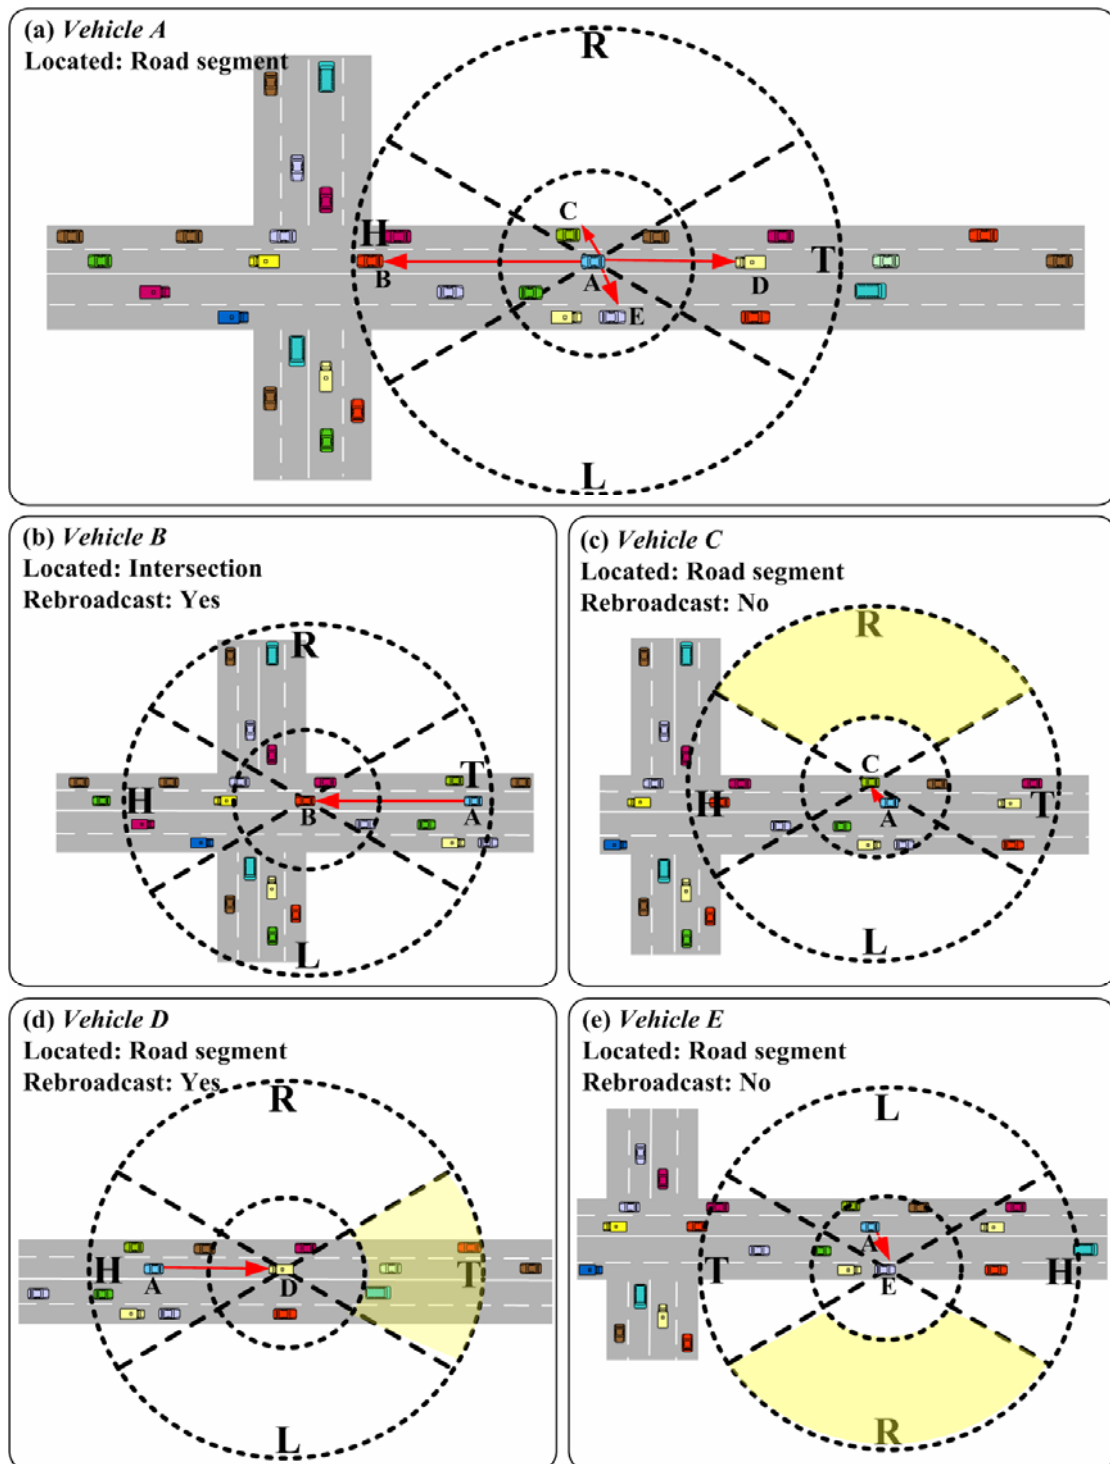 (a) Vehicle A
Located: Road segment
R
C
H
T
B
A
D
E
L
(b) Vehicle B
Located: Intersection
Rebroadcast: Yes
R
T
H
B
A
L
(c) Vehicle C
Located: Road segment
Rebroadcast: No
R
C
H
T
A
L
(d) Vehicle D
Located: Road segment
Rebroadcast: Yes
R
H
T
A
D
L
(e) Vehicle E
Located: Road segment
Rebroadcast: No
L
A
T
H
E
R